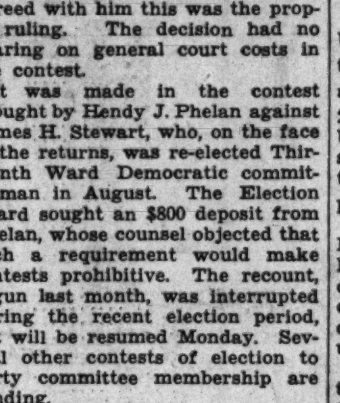 reed with him this was the prop-
ruling. The decision had no
aring on general court costs in
e contest.
t was made in the contest
ought by Hendy J. Phelan against
mes H. Stewart, who, on the face
the returns, was re-elected Thir-
nth Ward Democratic commit-
man in August. The Election
ard sought an $800 deposit from
elan, whose counsel objected that
ch a requirement would make
ntests prohibitive. The recount,
gun last month, was interrupted
ring the recent election period,
t will be resumed Monday. Sev-
l other contests of election to
rty committee membership are
nding.